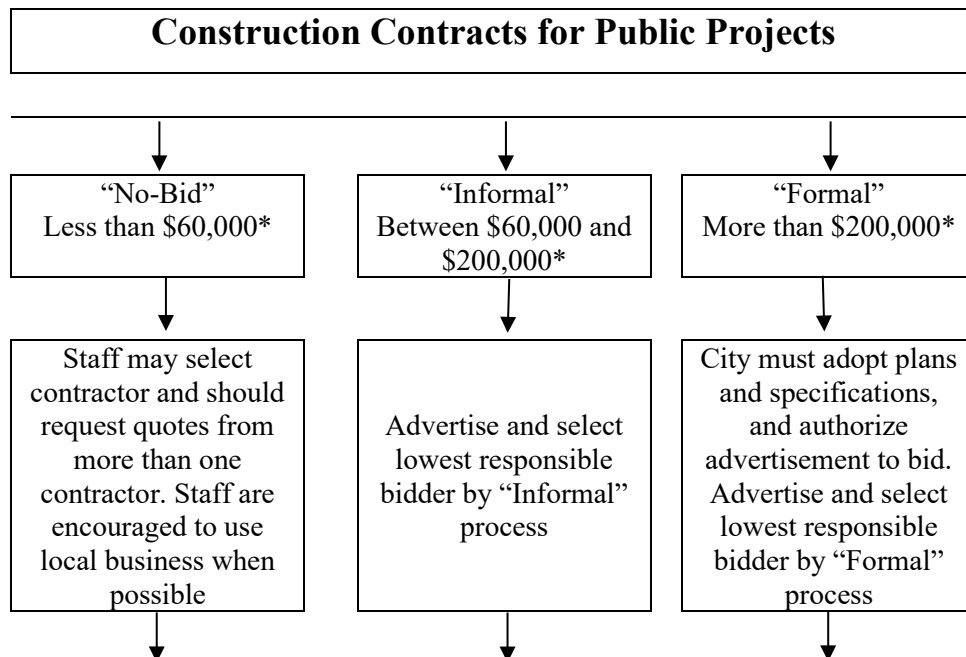 Construction Contracts for Public Projects
“No-Bid”
Less than $60,000*
“Informal”
Between $60,000 and
$200,000*
“Formal”
More than $200,000*
Staff may select
contractor and should
request quotes from
more than one
contractor. Staff are
encouraged to use
local business when
possible
Advertise and select
lowest responsible
bidder by “Informal”
process
City must adopt plans
and specifications,
and authorize
advertisement to bid.
Advertise and select
lowest responsible
bidder by “Formal”
process